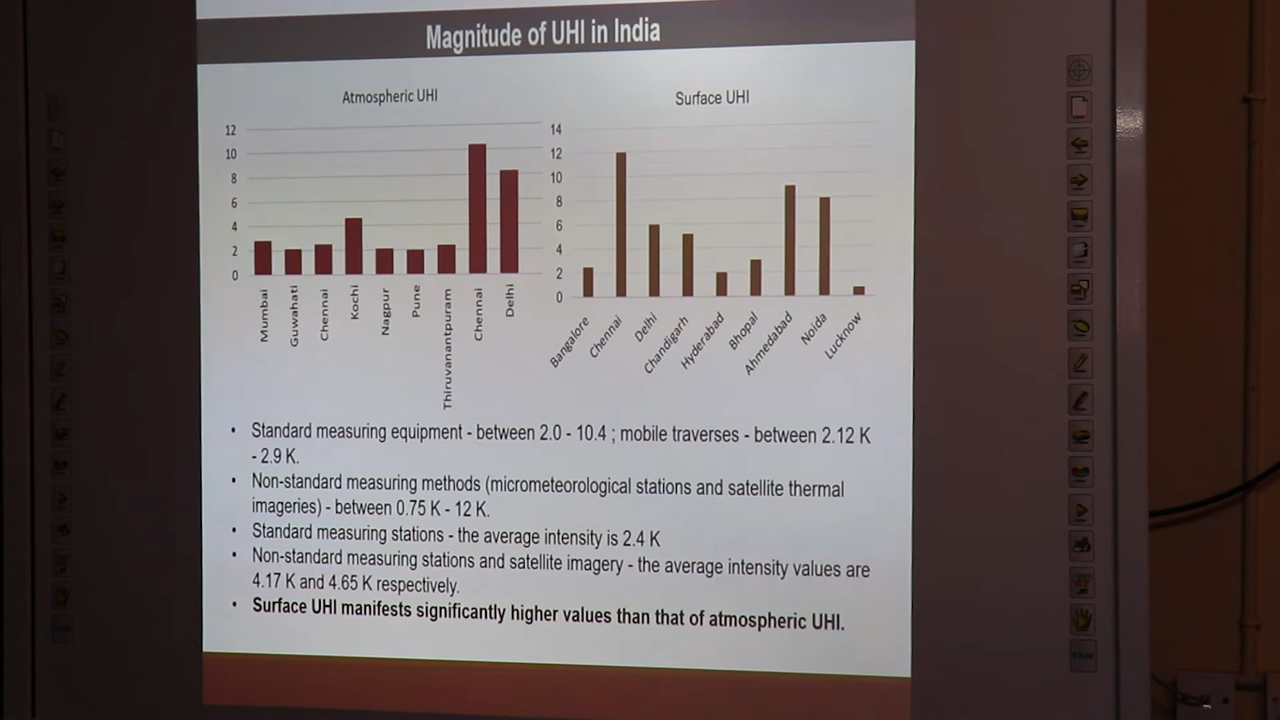 Magnitude of UHI in India
Atmospheric UHI
12
10
8
6
4
2
0
Mumbai
Guwahati
Chennai
Kochi
Nagpur
Pune
Thiruvanantpuram
Chennai
Delhi
Surface UHI
14
12
10
8
6
4
2
0
Bangalore
Chennai
Delhi
Chandigarh
Hyderabad
Bhopal
Ahmedabad
Noida
Lucknow
• Standard measuring equipment - between 2.0 - 10.4 ; mobile traverses - between 2.12 K
- 2.9 K.
• Non-standard measuring methods (micrometeorological stations and satellite thermal
imageries) - between 0.75 K - 12 K.
• Standard measuring stations - the average intensity is 2.4 K
• Non-standard measuring stations and satellite imagery - the average intensity values are
4.17 K and 4.65 K respectively.
• Surface UHI manifests significantly higher values than that of atmospheric UHI.